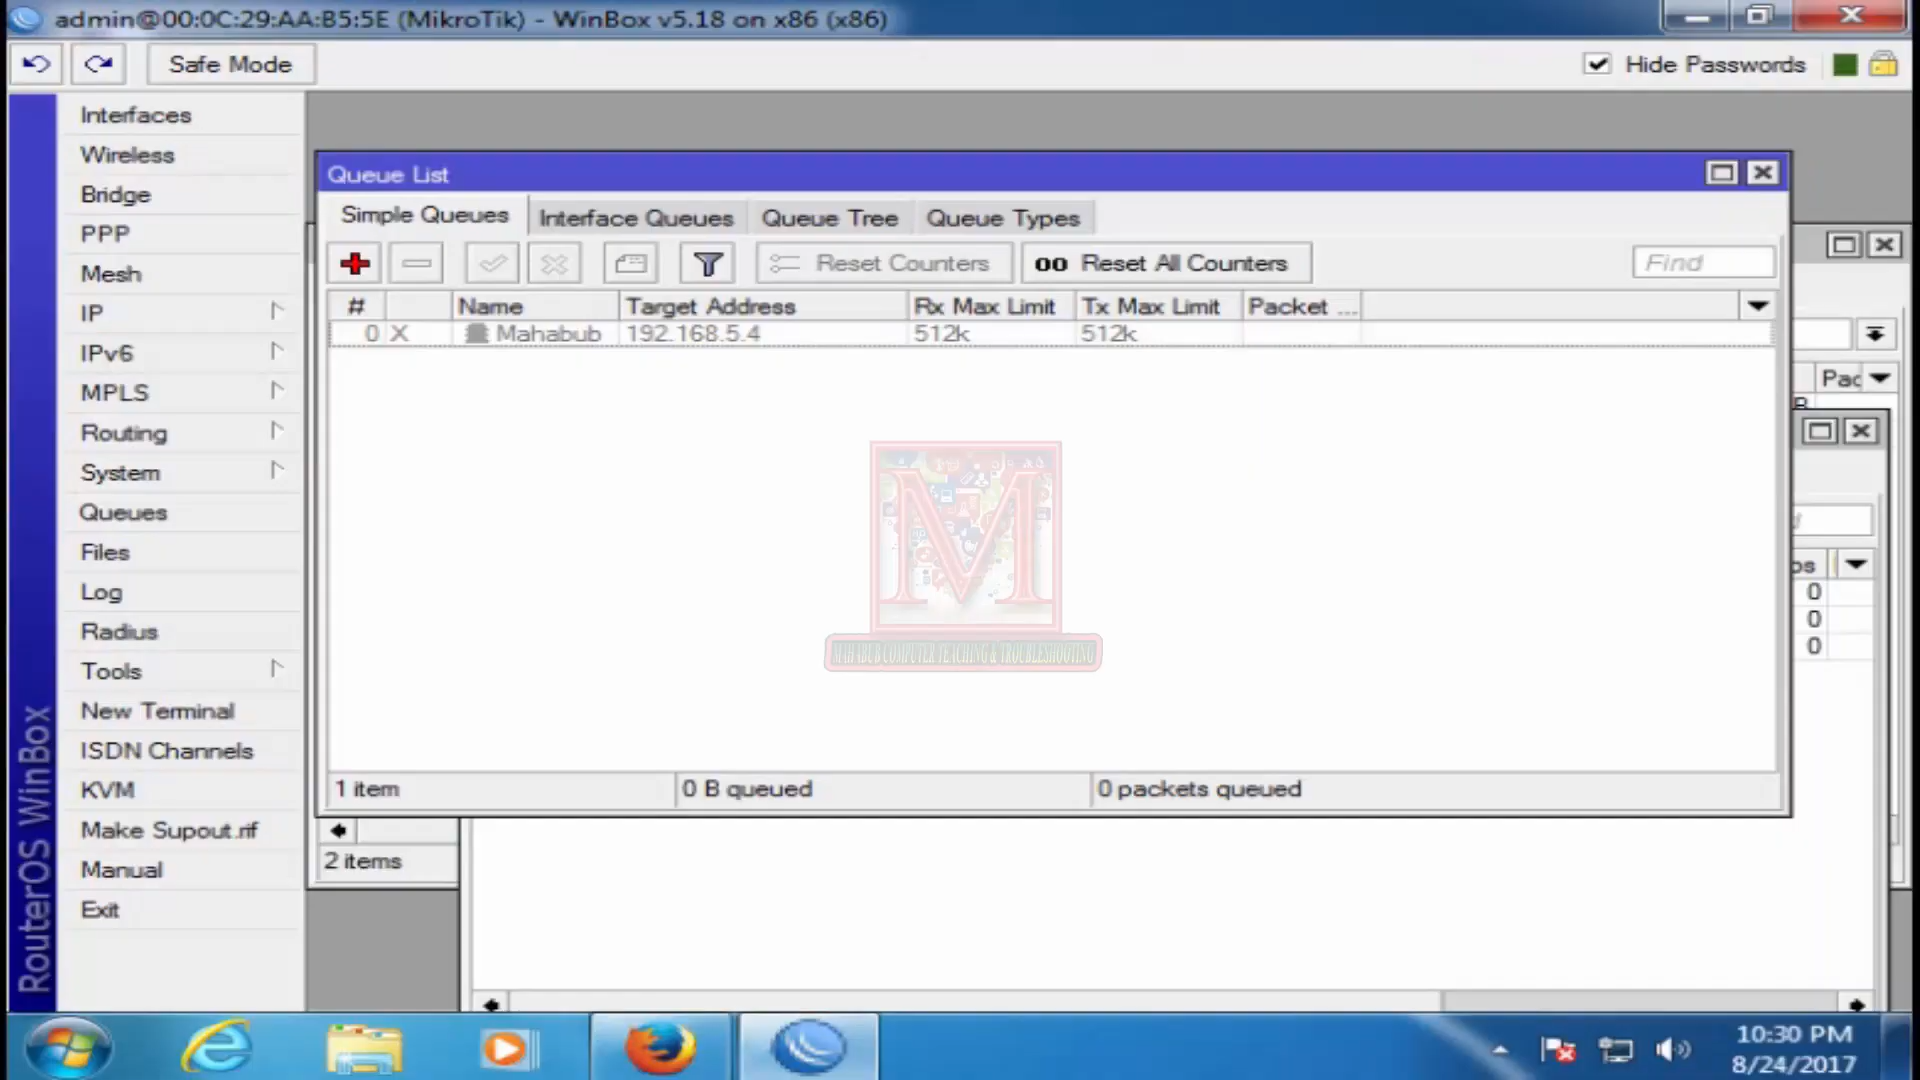 admin@00:0C:29:AA:B5:5E (MikroTik) - WinBox v5.18 on x86 (x86)
Safe Mode
Hide Passwords
Interfaces
Wireless
Bridge
PPP
Mesh
IP
IPv6
MPLS
Routing
System
Queues
Files
Log
Radius
Tools
New Terminal
ISDN Channels
KVM
Make Supout.rif
Manual
Exit
RouterOS WinBox
Queue List
Simple Queues Interface Queues Queue Tree Queue Types
Reset Counters 00 Reset All Counters Find
# Name Target Address Rx Max Limit Tx Max Limit Packet ...
0 X Mahabub 192.168.5.4 512k 512k
M
MAHABUB COMPUTER TEACHING & TROUBLESHOOTING
1 item 0 B queued 0 packets queued
2 items
Pac
0
0
0
10:30 PM
8/24/2017